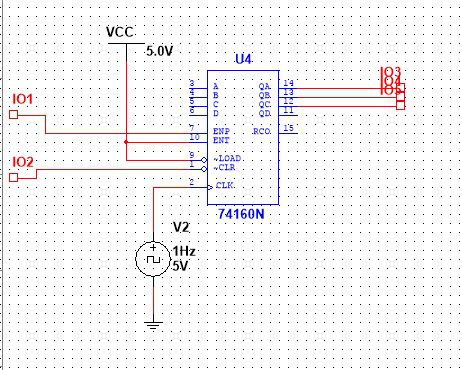 VCC
5.0V
U4
IO3
IO4
IO5
IO1
IO2
3 A QA 14
4 B QB 13
5 C QC 12
6 D QD 11
7 ENP RCO 15
10 ENT
9 ~LOAD
1 ~CLR
2 CLK
74160N
V2
1Hz
5V